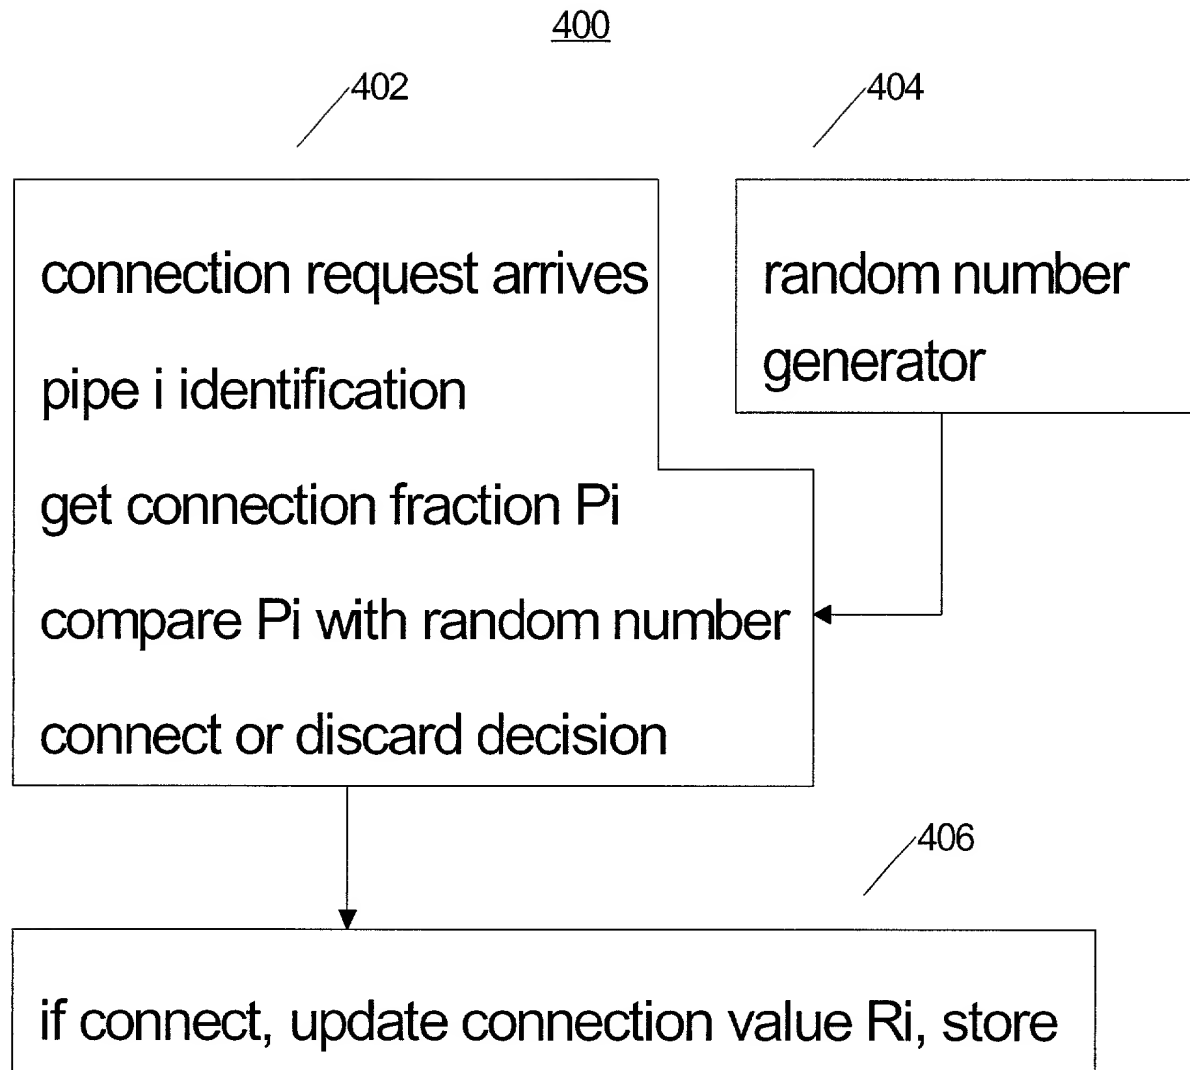 400
402
404
connection request arrives
pipe i identification
get connection fraction Pi
compare Pi with random number
connect or discard decision
random number
generator
406
if connect, update connection value Ri, store